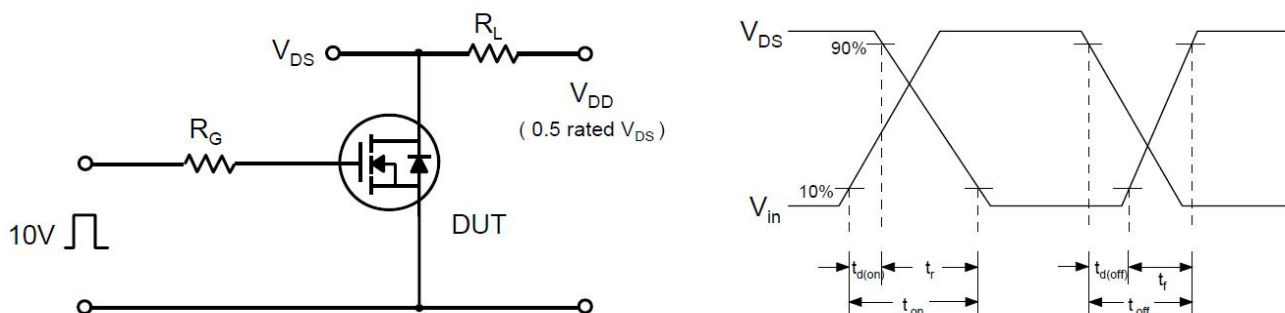 R_L
V_DS
V_DD
( 0.5 rated V_DS )
R_G
10V
DUT
V_DS
90%
10%
V_in
t_d(on)
t_r
t_on
t_d(off)
t_f
t_off